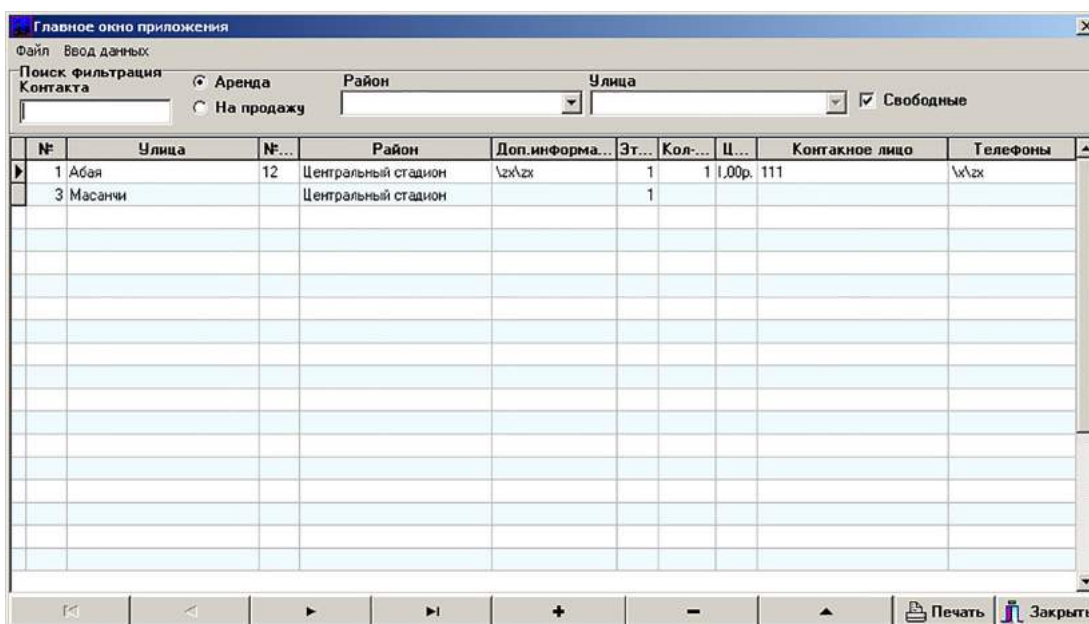 Главное окно приложения
Файл Ввод данных
Поиск фильтрация
Контакта
Аренда
На продажу
Район
Улица
Свободные
№ Улица №... Район Доп.информа... Эт... Кол-... Ц... Контакное лицо Телефоны
1 Абая 12 Центральный стадион \zx\zx 1 1 1,00р. 111 \x\zx
3 Масанчи Центральный стадион 1
Печать Закрыть